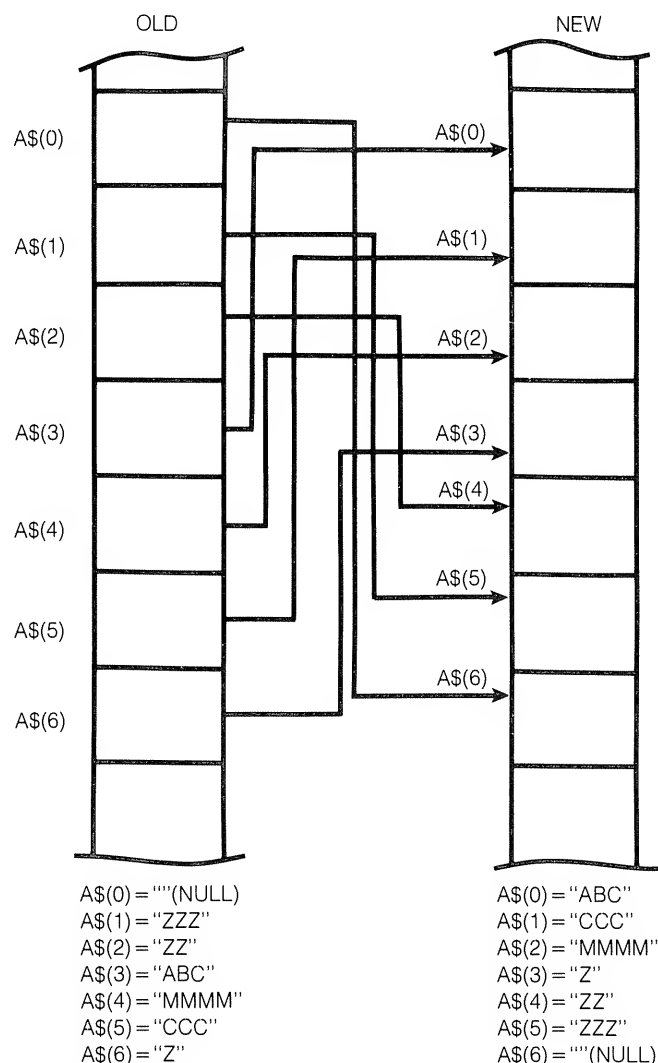 OLD
NEW
A$(0)
A$(1)
A$(2)
A$(3)
A$(4)
A$(5)
A$(6)
A$(0)
A$(1)
A$(2)
A$(3)
A$(4)
A$(5)
A$(6)
A$(0)=“”(NULL)
A$(1)=“ZZZ”
A$(2)=“ZZ”
A$(3)=“ABC”
A$(4)=“MMMM”
A$(5)=“CCC”
A$(6)=“Z”
A$(0)=“ABC”
A$(1)=“CCC”
A$(2)=“MMMM”
A$(3)=“Z”
A$(4)=“ZZ”
A$(5)=“ZZZ”
A$(6)=“”(NULL)